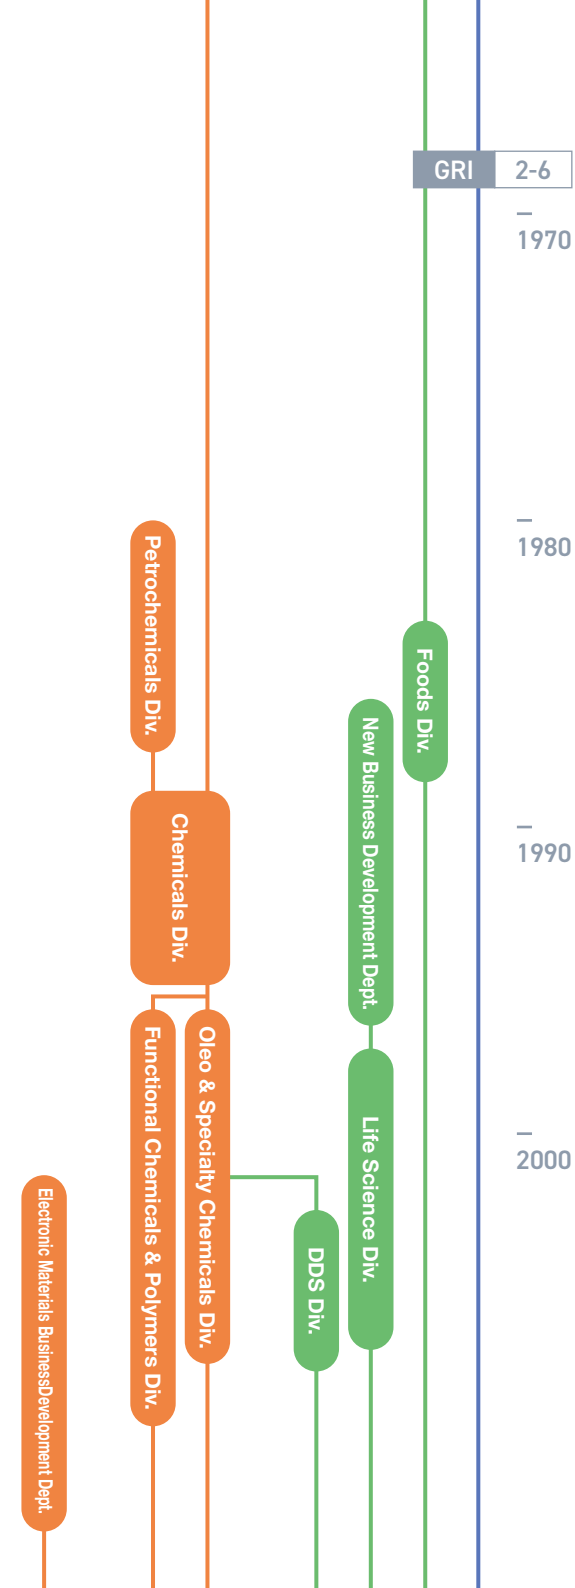 GRI 2-6
1970
1980
Petrochemicals Div.
Foods Div.
New Business Development Dept.
Chemicals Div.
1990
Functional Chemicals & Polymers Div.
Oleo & Specialty Chemicals Div.
Life Science Div.
2000
Electronic Materials BusinessDevelopment Dept.
DDS Div.